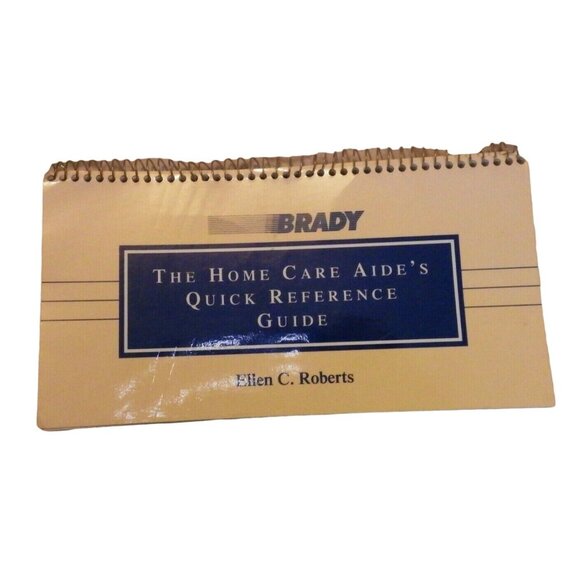 BRADY
THE HOME CARE AIDE'S
QUICK REFERENCE
GUIDE
Ellen C. Roberts